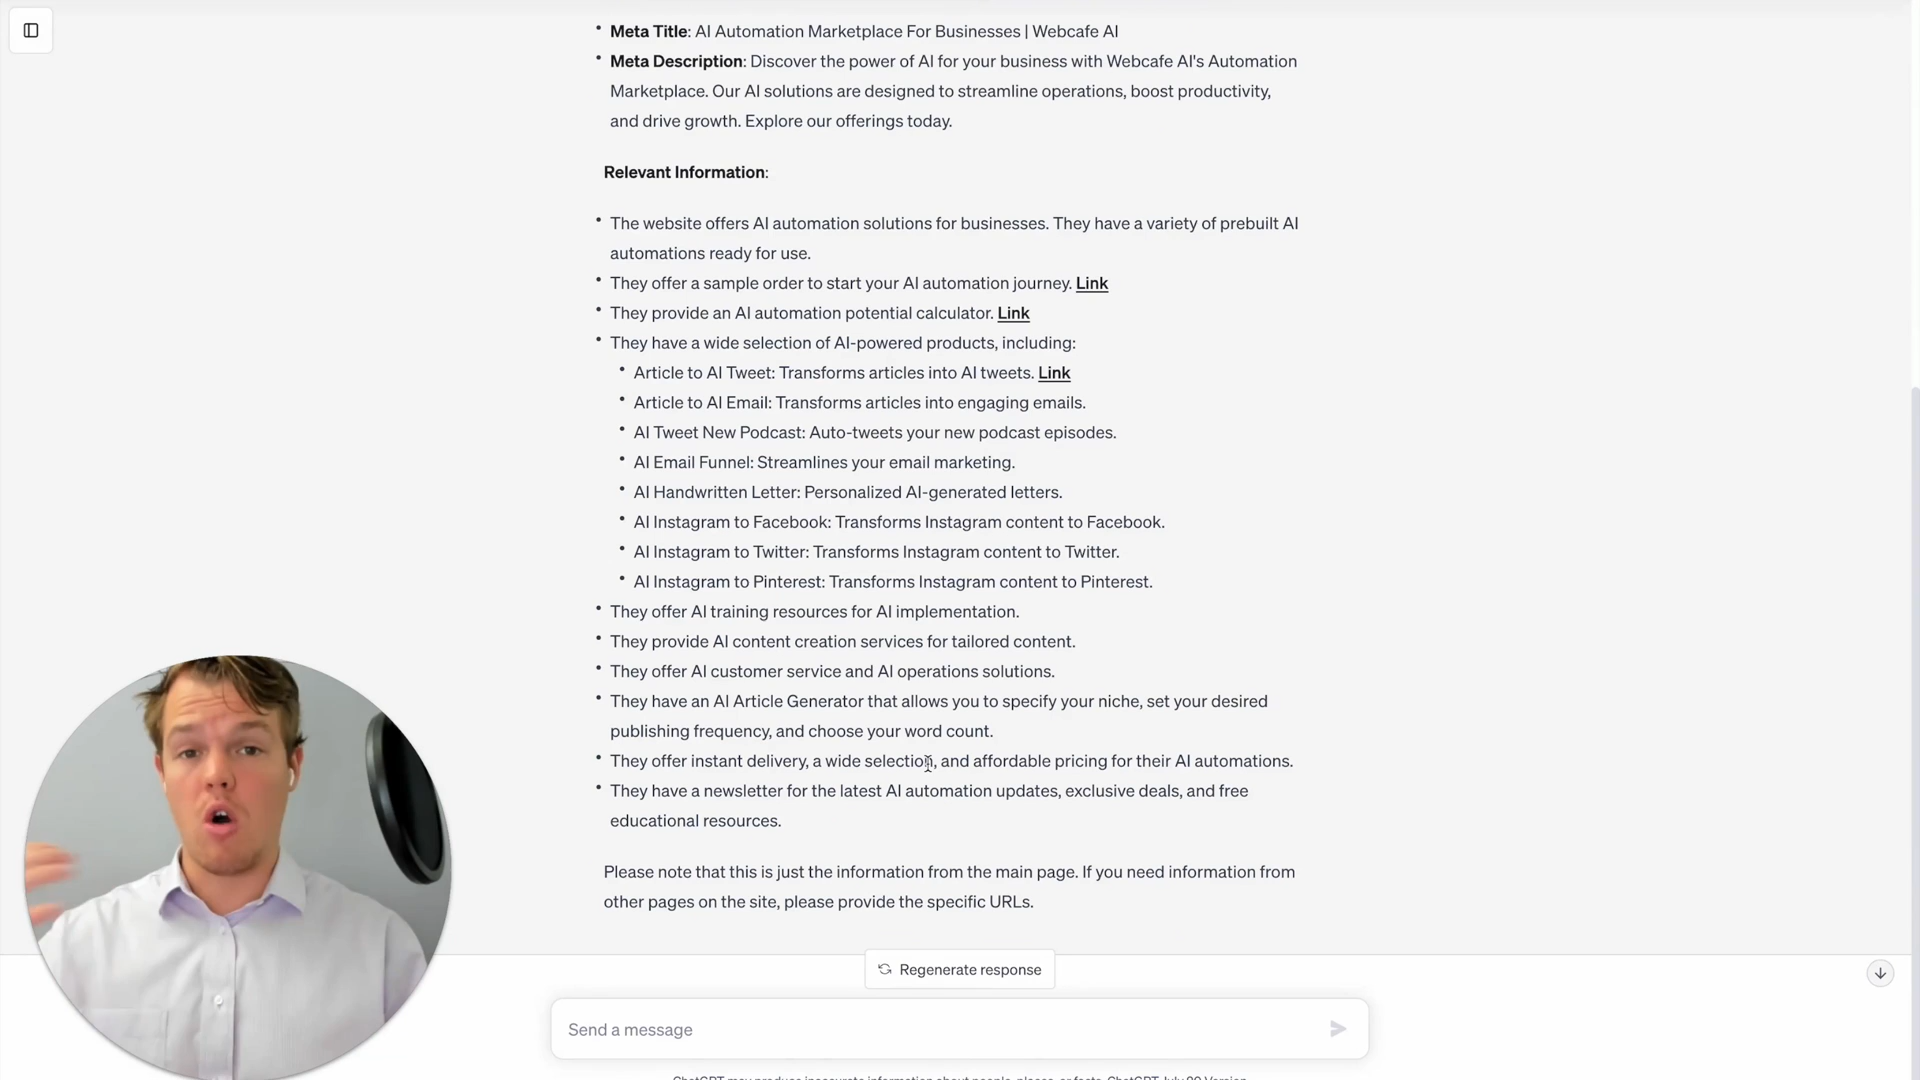 Meta Title: AI Automation Marketplace For Businesses | Webcafe AI
Meta Description: Discover the power of AI for your business with Webcafe AI's Automation
Marketplace. Our AI solutions are designed to streamline operations, boost productivity,
and drive growth. Explore our offerings today.
Relevant Information:
The website offers AI automation solutions for businesses. They have a variety of prebuilt AI
automations ready for use.
They offer a sample order to start your AI automation journey. Link
They provide an AI automation potential calculator. Link
They have a wide selection of AI-powered products, including:
Article to AI Tweet: Transforms articles into AI tweets. Link
Article to AI Email: Transforms articles into engaging emails.
AI Tweet New Podcast: Auto-tweets your new podcast episodes.
AI Email Funnel: Streamlines your email marketing.
AI Handwritten Letter: Personalized AI-generated letters.
AI Instagram to Facebook: Transforms Instagram content to Facebook.
AI Instagram to Twitter: Transforms Instagram content to Twitter.
AI Instagram to Pinterest: Transforms Instagram content to Pinterest.
They offer AI training resources for AI implementation.
They provide AI content creation services for tailored content.
They offer AI customer service and AI operations solutions.
They have an AI Article Generator that allows you to specify your niche, set your desired
publishing frequency, and choose your word count.
They offer instant delivery, a wide selection, and affordable pricing for their AI automations.
They have a newsletter for the latest AI automation updates, exclusive deals, and free
educational resources.
Please note that this is just the information from the main page. If you need information from
other pages on the site, please provide the specific URLs.
Regenerate response
Send a message